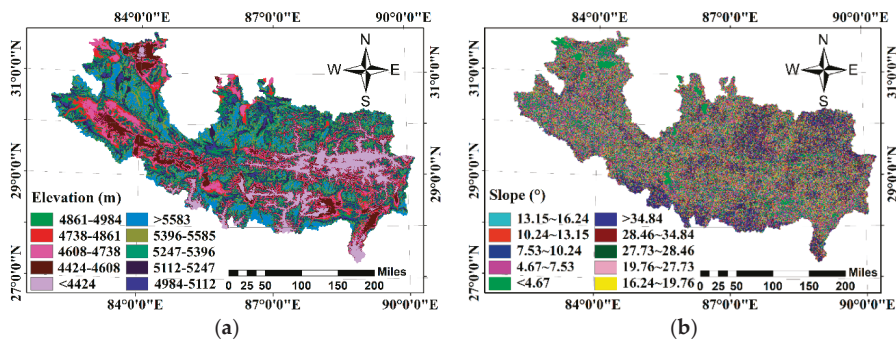 84°0'0"E 87°0'0"E 90°0'0"E
31°0'0"N
29°0'0"N
27°0'0"N
N
W E
S
31°0'0"N
29°0'0"N
27°0'0"N
Elevation (m)
4861-4984 >5583
4738-4861 5396-5585
4608-4738 5247-5396
4424-4608 5112-5247
<4424 4984-5112
Miles
0 25 50 100 150 200
84°0'0"E 87°0'0"E 90°0'0"E
(a)
84°0'0"E 87°0'0"E 90°0'0"E
31°0'0"N
29°0'0"N
27°0'0"N
N
W E
S
31°0'0"N
29°0'0"N
27°0'0"N
Slope (°)
13.15~16.24 >34.84
10.24~13.15 28.46~34.84
7.53~10.24 27.73~28.46
4.67~7.53 19.76~27.73
<4.67 16.24~19.76
Miles
0 25 50 100 150 200
84°0'0"E 87°0'0"E 90°0'0"E
(b)